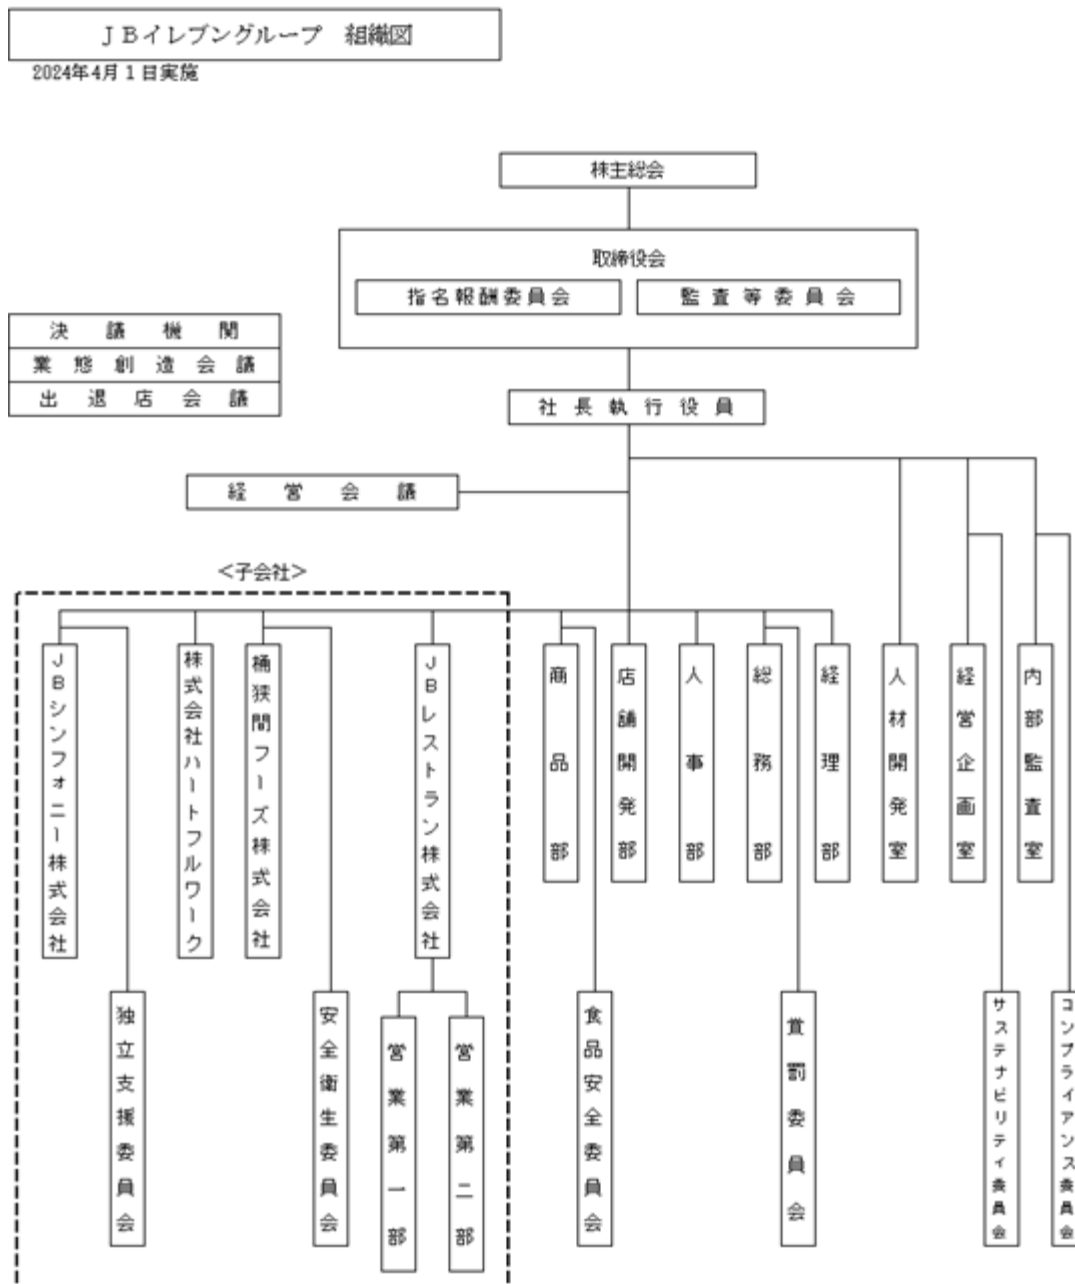 ＪＢイレブングループ　組織図
2024年4月１日実施
株主総会
取締役会
指名報酬委員会
監査等委員会
決議機関
業態創造会議
出退店会議
社長執行役員
経営会議
＜子会社＞
ＪＢシンフォニー株式会社
株式会社ハートフルワーク
桶狭間フーズ株式会社
ＪＢレストラン株式会社
商品部
店舗開発部
人事部
総務部
経理部
人材開発室
経営企画室
内部監査室
独立支援委員会
安全衛生委員会
営業第一部
営業第二部
食品安全委員会
賞罰委員会
サステナビリティ委員会
コンプライアンス委員会